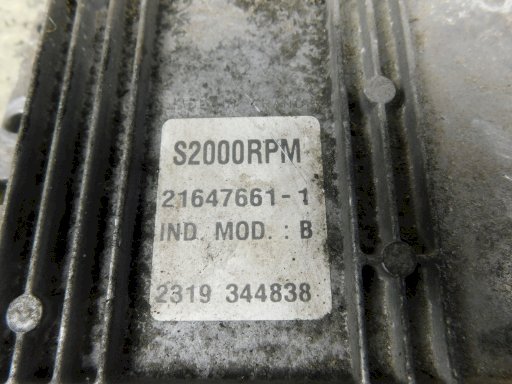 S2000RPM
21647661-1
IND. MOD. : B
2319 344838